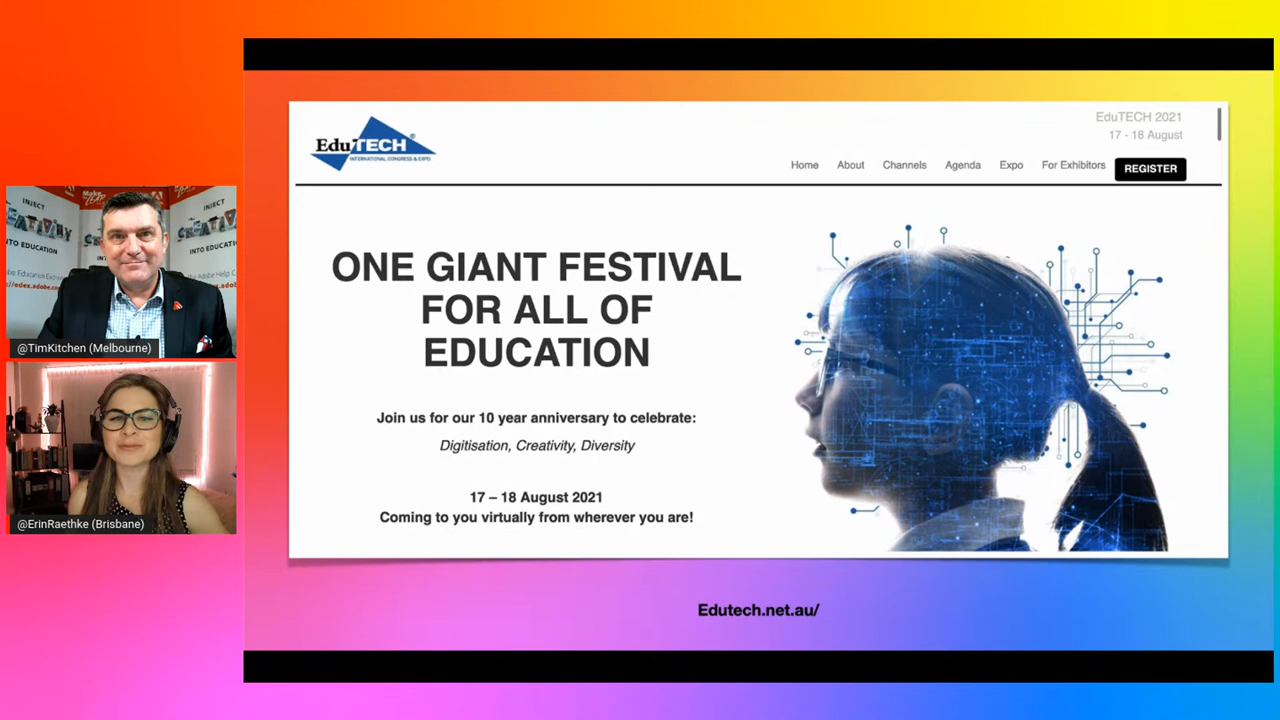 EduTECH
INTERNATIONAL CONGRESS & EXPO
EduTECH 2021
17 - 18 August
Home About Channels Agenda Expo For Exhibitors REGISTER
ONE GIANT FESTIVAL
FOR ALL OF
EDUCATION
Join us for our 10 year anniversary to celebrate:
Digitisation, Creativity, Diversity
17 – 18 August 2021
Coming to you virtually from wherever you are!
Edutech.net.au/
INJECT
INTO EDUCATION
INJECT
CREATIVITY
INTO EDUCATION
@TimKitchen (Melbourne)
@ErinRaethke (Brisbane)